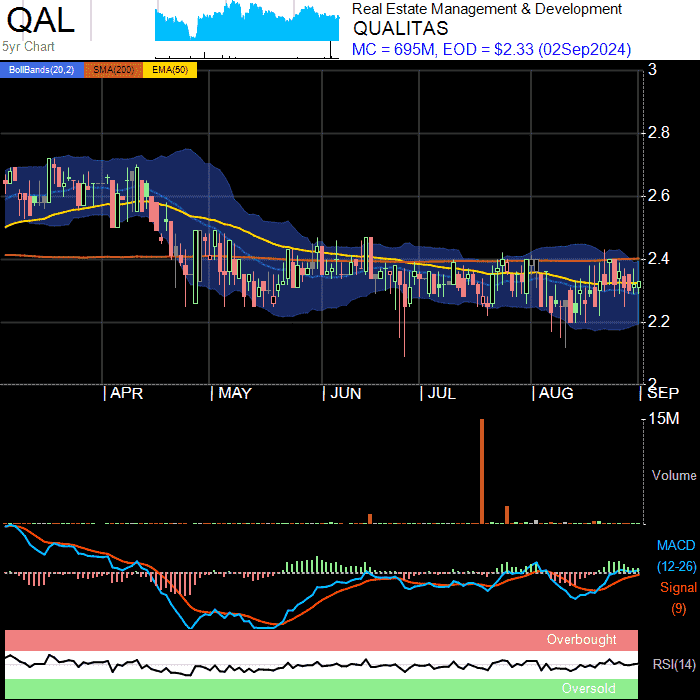 QAL
5yr Chart
Real Estate Management & Development
QUALITAS
MC = 695M, EOD = $2.33 (02Sep2024)
BollBands(20,2) SMA(200) EMA(50)
3
2.8
2.6
2.4
2.2
2
APR MAY JUN JUL AUG SEP
15M
Volume
MACD
(12-26)
Signal
(9)
Overbought
RSI(14)
Oversold